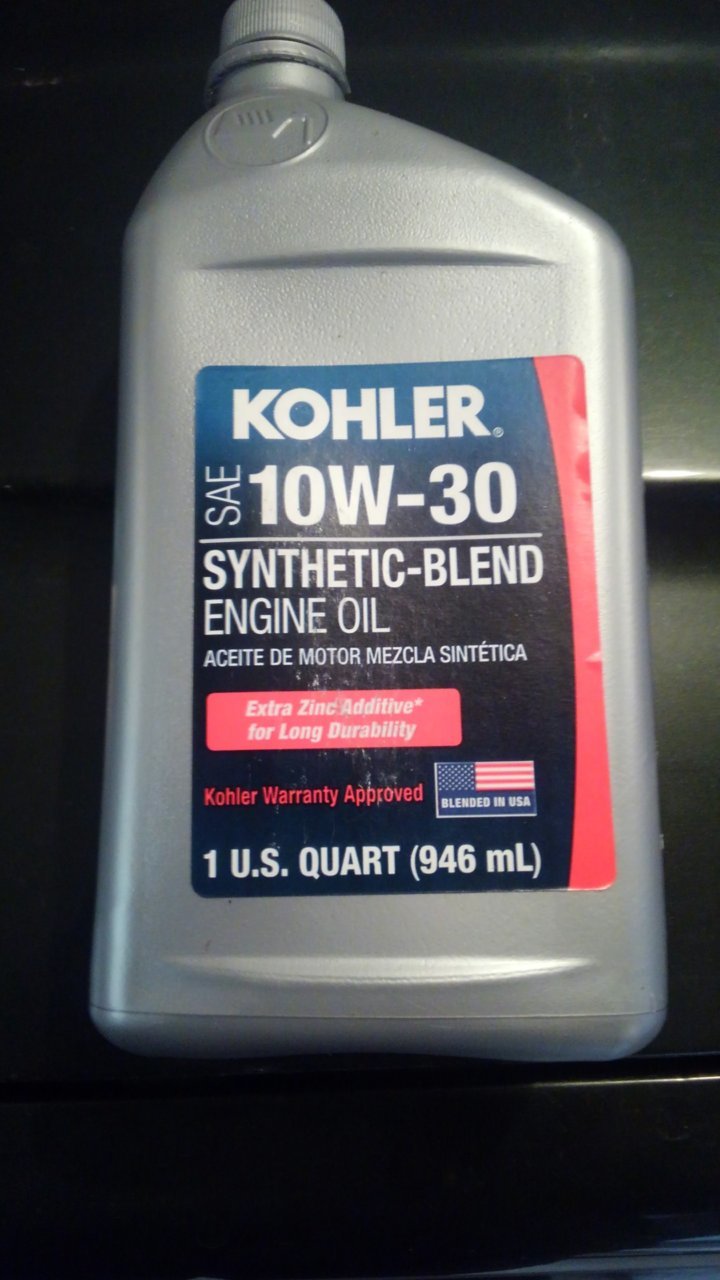 KOHLER®
SAE 10W-30
SYNTHETIC-BLEND
ENGINE OIL
ACEITE DE MOTOR MEZCLA SINTÉTICA
Extra Zinc Additive*
for Long Durability
Kohler Warranty Approved
BLENDED IN USA
1 U.S. QUART (946 mL)